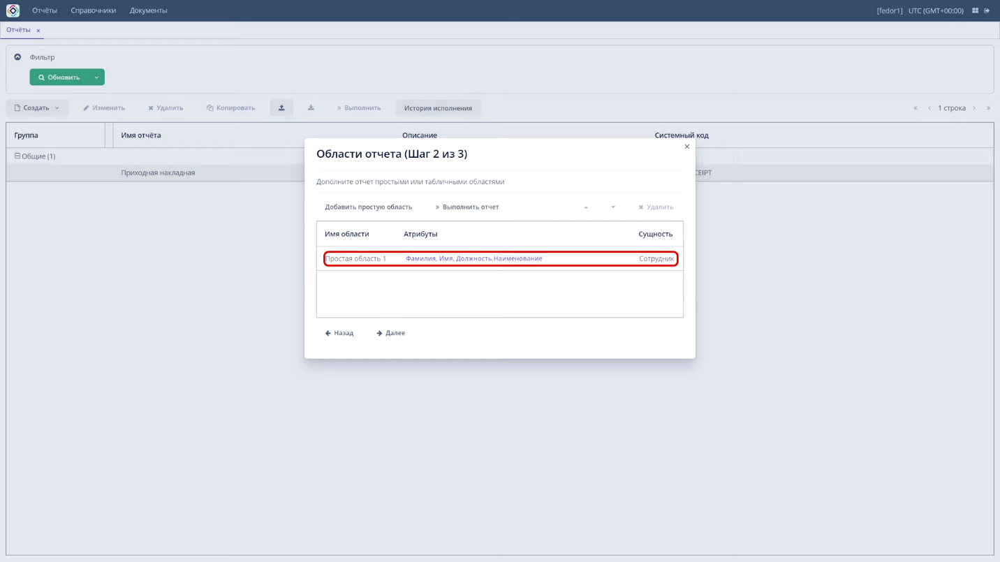 Отчёты Справочники Документы [fedor1] UTC (GMT+00:00)
Отчёты x
Фильтр
Обновить
Создать Изменить Удалить Копировать » Выполнить История исполнения « ‹ 1 строка › »
Группа Имя отчёта Описание Системный код
Общие (1)
Приходная накладная CEIPT
Области отчета (Шаг 2 из 3)
Дополните отчет простыми или табличными областями
Добавить простую область » Выполнить отчет Удалить
Имя области Атрибуты Сущность
Простая область 1 Фамилия, Имя, Должность.Наименование Сотрудник
Назад Далее